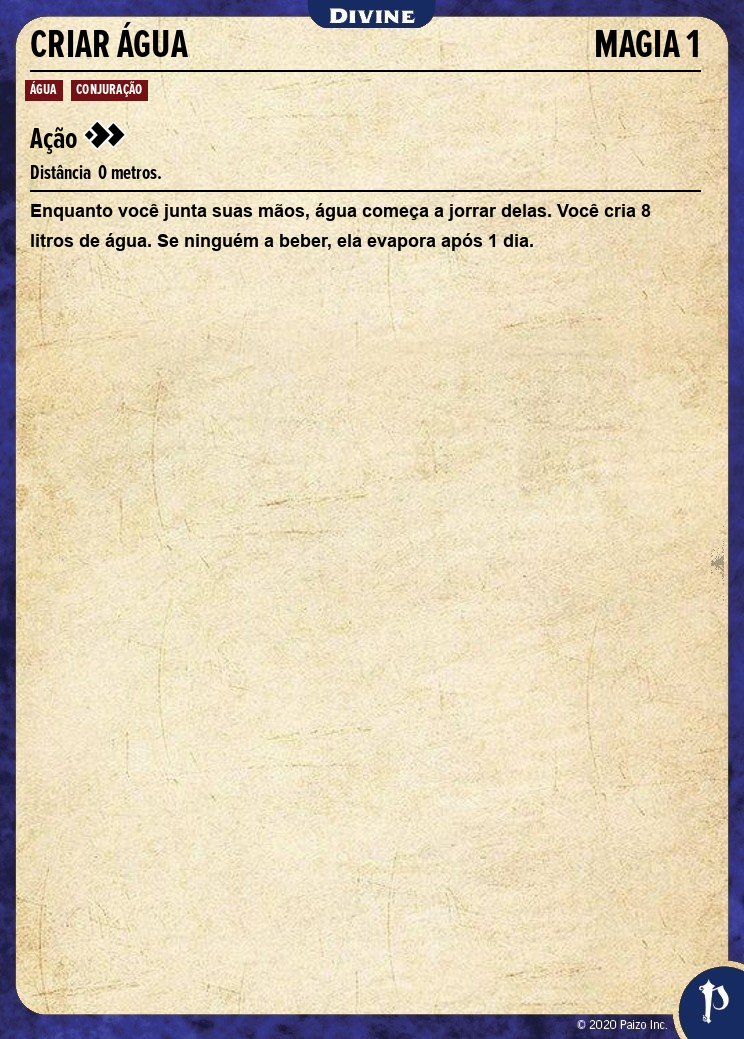 DIVINE
CRIAR ÁGUA MAGIA 1
ÁGUA CONJURAÇÃO
Ação
Distância 0 metros.
Enquanto você junta suas mãos, água começa a jorrar delas. Você cria 8
litros de água. Se ninguém a beber, ela evapora após 1 dia.
© 2020 Paizo Inc.